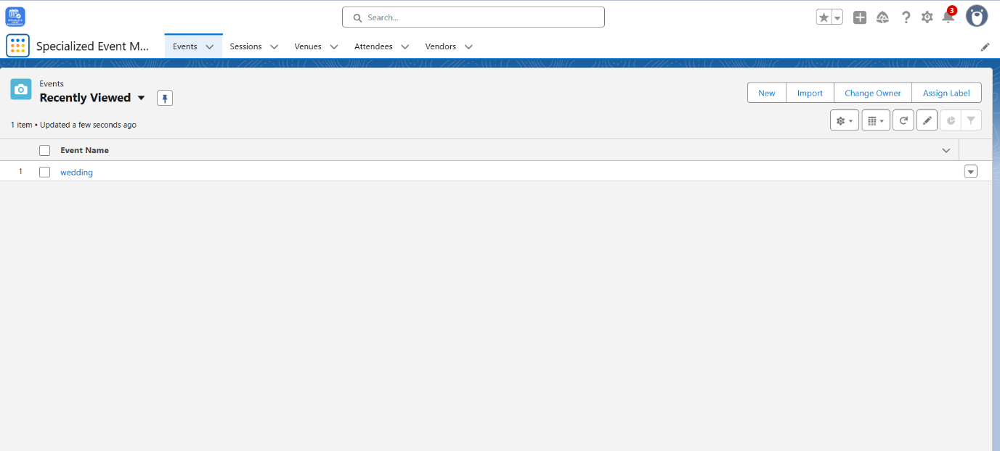 Search...
3
Specialized Event M...
Events
Sessions
Venues
Attendees
Vendors
Events
Recently Viewed
New
Import
Change Owner
Assign Label
1 item • Updated a few seconds ago
Event Name
1
wedding